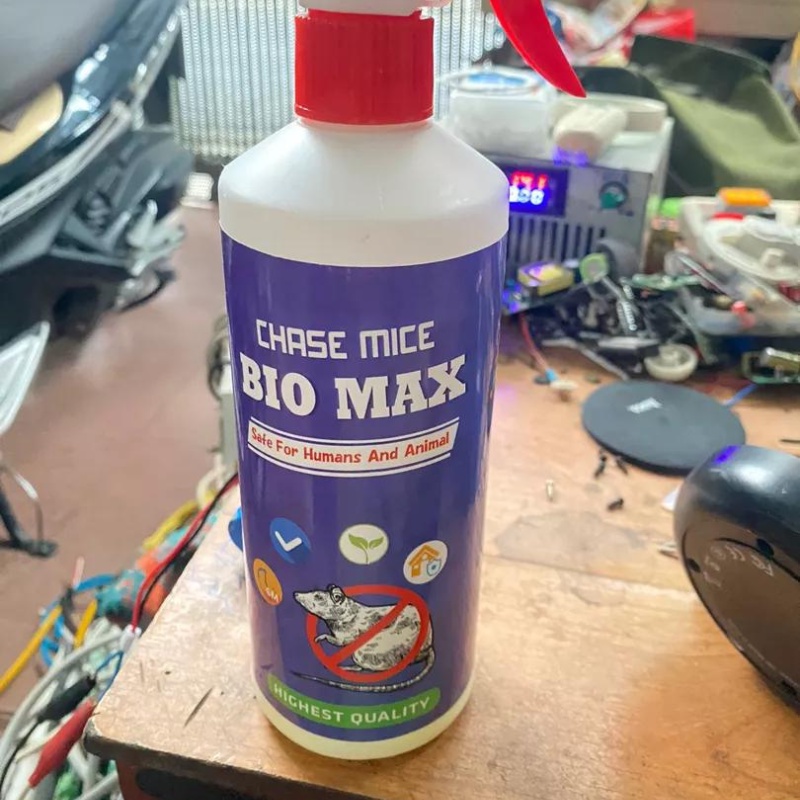 CHASE MICE
BIO MAX
Safe For Humans And Animal
HIGHEST QUALITY